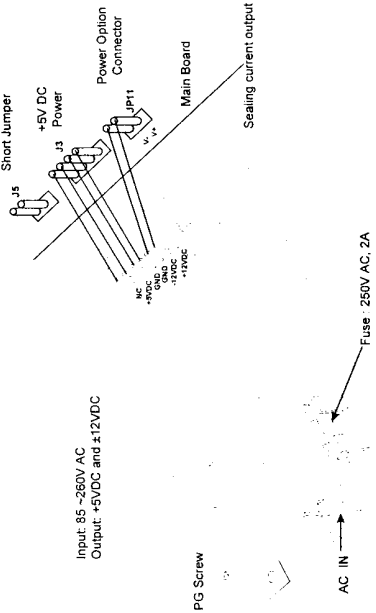 Short Jumper
J5
+5V DC
Power
J3
Power Option
Connector
JP11
V- V+
Main Board
Sealing current output
NC
+5VDC
GND
GND
-12VDC
+12VDC
Input: 85 ~260V AC
Output: +5VDC and ±12VDC
PG Screw
AC IN
Fuse : 250V AC, 2A